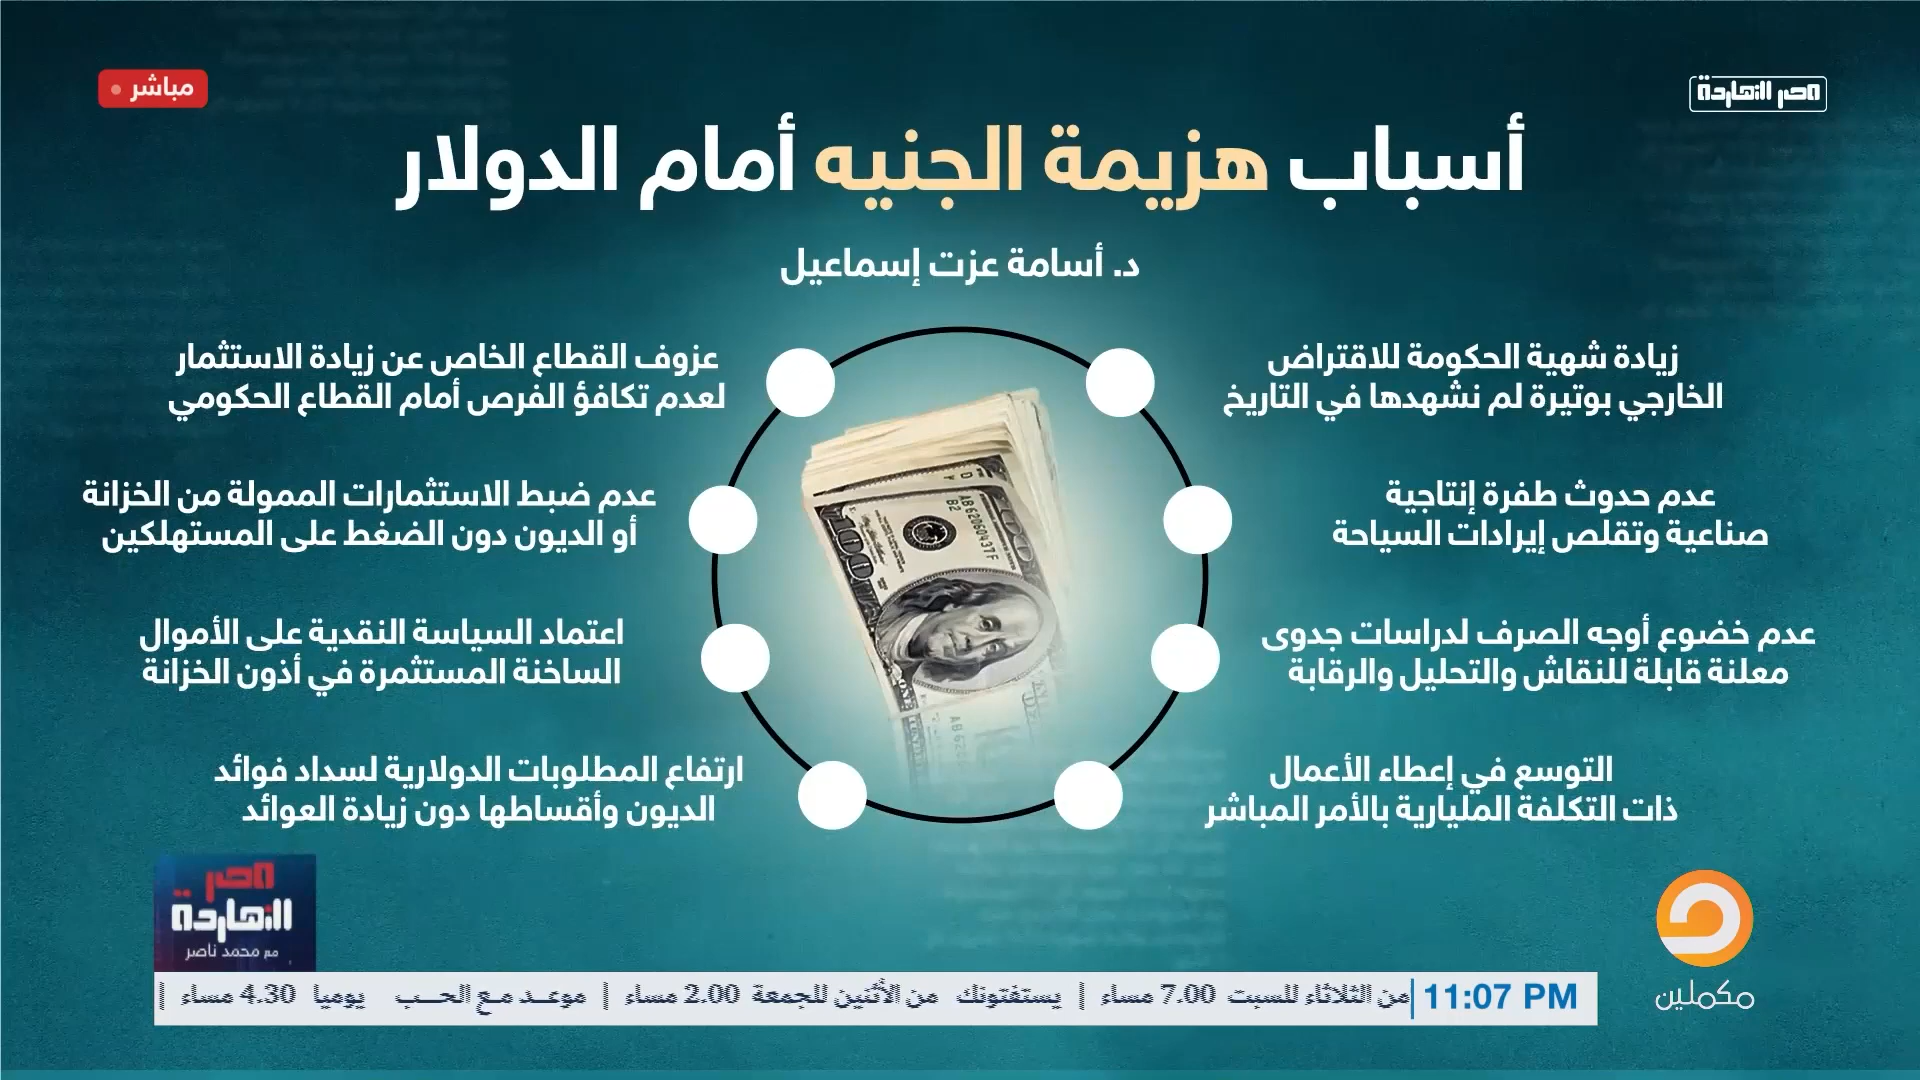 مباشر
مصر النهاردة
أسباب هزيمة الجنيه أمام الدولار
د. أسامة عزت إسماعيل
زيادة شهية الحكومة للاقتراض
الخارجي بوتيرة لم نشهدها في التاريخ
عدم حدوث طفرة إنتاجية
صناعية وتقلص إيرادات السياحة
عدم خضوع أوجه الصرف لدراسات جدوى
معلنة قابلة للنقاش والتحليل والرقابة
التوسع في إعطاء الأعمال
ذات التكلفة المليارية بالأمر المباشر
عزوف القطاع الخاص عن زيادة الاستثمار
لعدم تكافؤ الفرص أمام القطاع الحكومي
عدم ضبط الاستثمارات الممولة من الخزانة
أو الديون دون الضغط على المستهلكين
اعتماد السياسة النقدية على الأموال
الساخنة المستثمرة في أذون الخزانة
ارتفاع المطلوبات الدولارية لسداد فوائد
الديون وأقساطها دون زيادة العوائد
100
AB62060437F
B2
مصر
النهاردة
مع محمد ناصر
مكملين
11:07 PM
من الثلاثاء للسبت 7.00 مساء | يستفتونك من الأثنين للجمعة 2.00 مساء | موعد مع الحب يوميا 4.30 مساء |